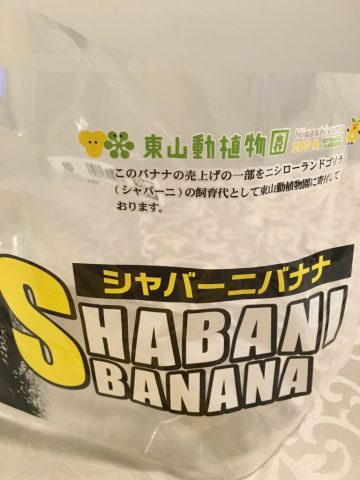 東山動植物園 Higashiyama
ZOO &
このバナナの売上げの一部をニシローランドゴリラ
(シャバーニ)の飼育代として東山動植物園に寄付して
おります。
シャバーニバナナ
SHABANI
BANANA